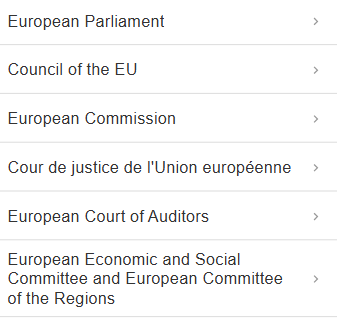 European Parliament
Council of the EU
European Commission
Cour de justice de l'Union européenne
European Court of Auditors
European Economic and Social
Committee and European Committee
of the Regions